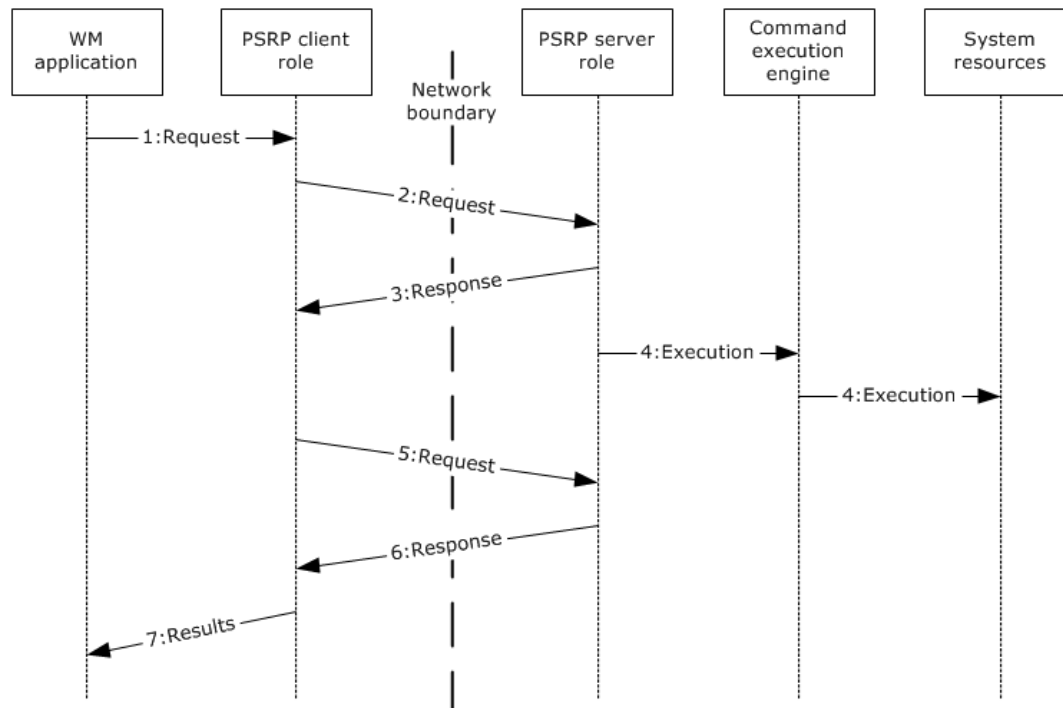 WM
application
PSRP client
role
PSRP server
role
Command
execution
engine
System
resources
Network
boundary
1:Request
2:Request
3:Response
4:Execution
4:Execution
5:Request
6:Response
7:Results